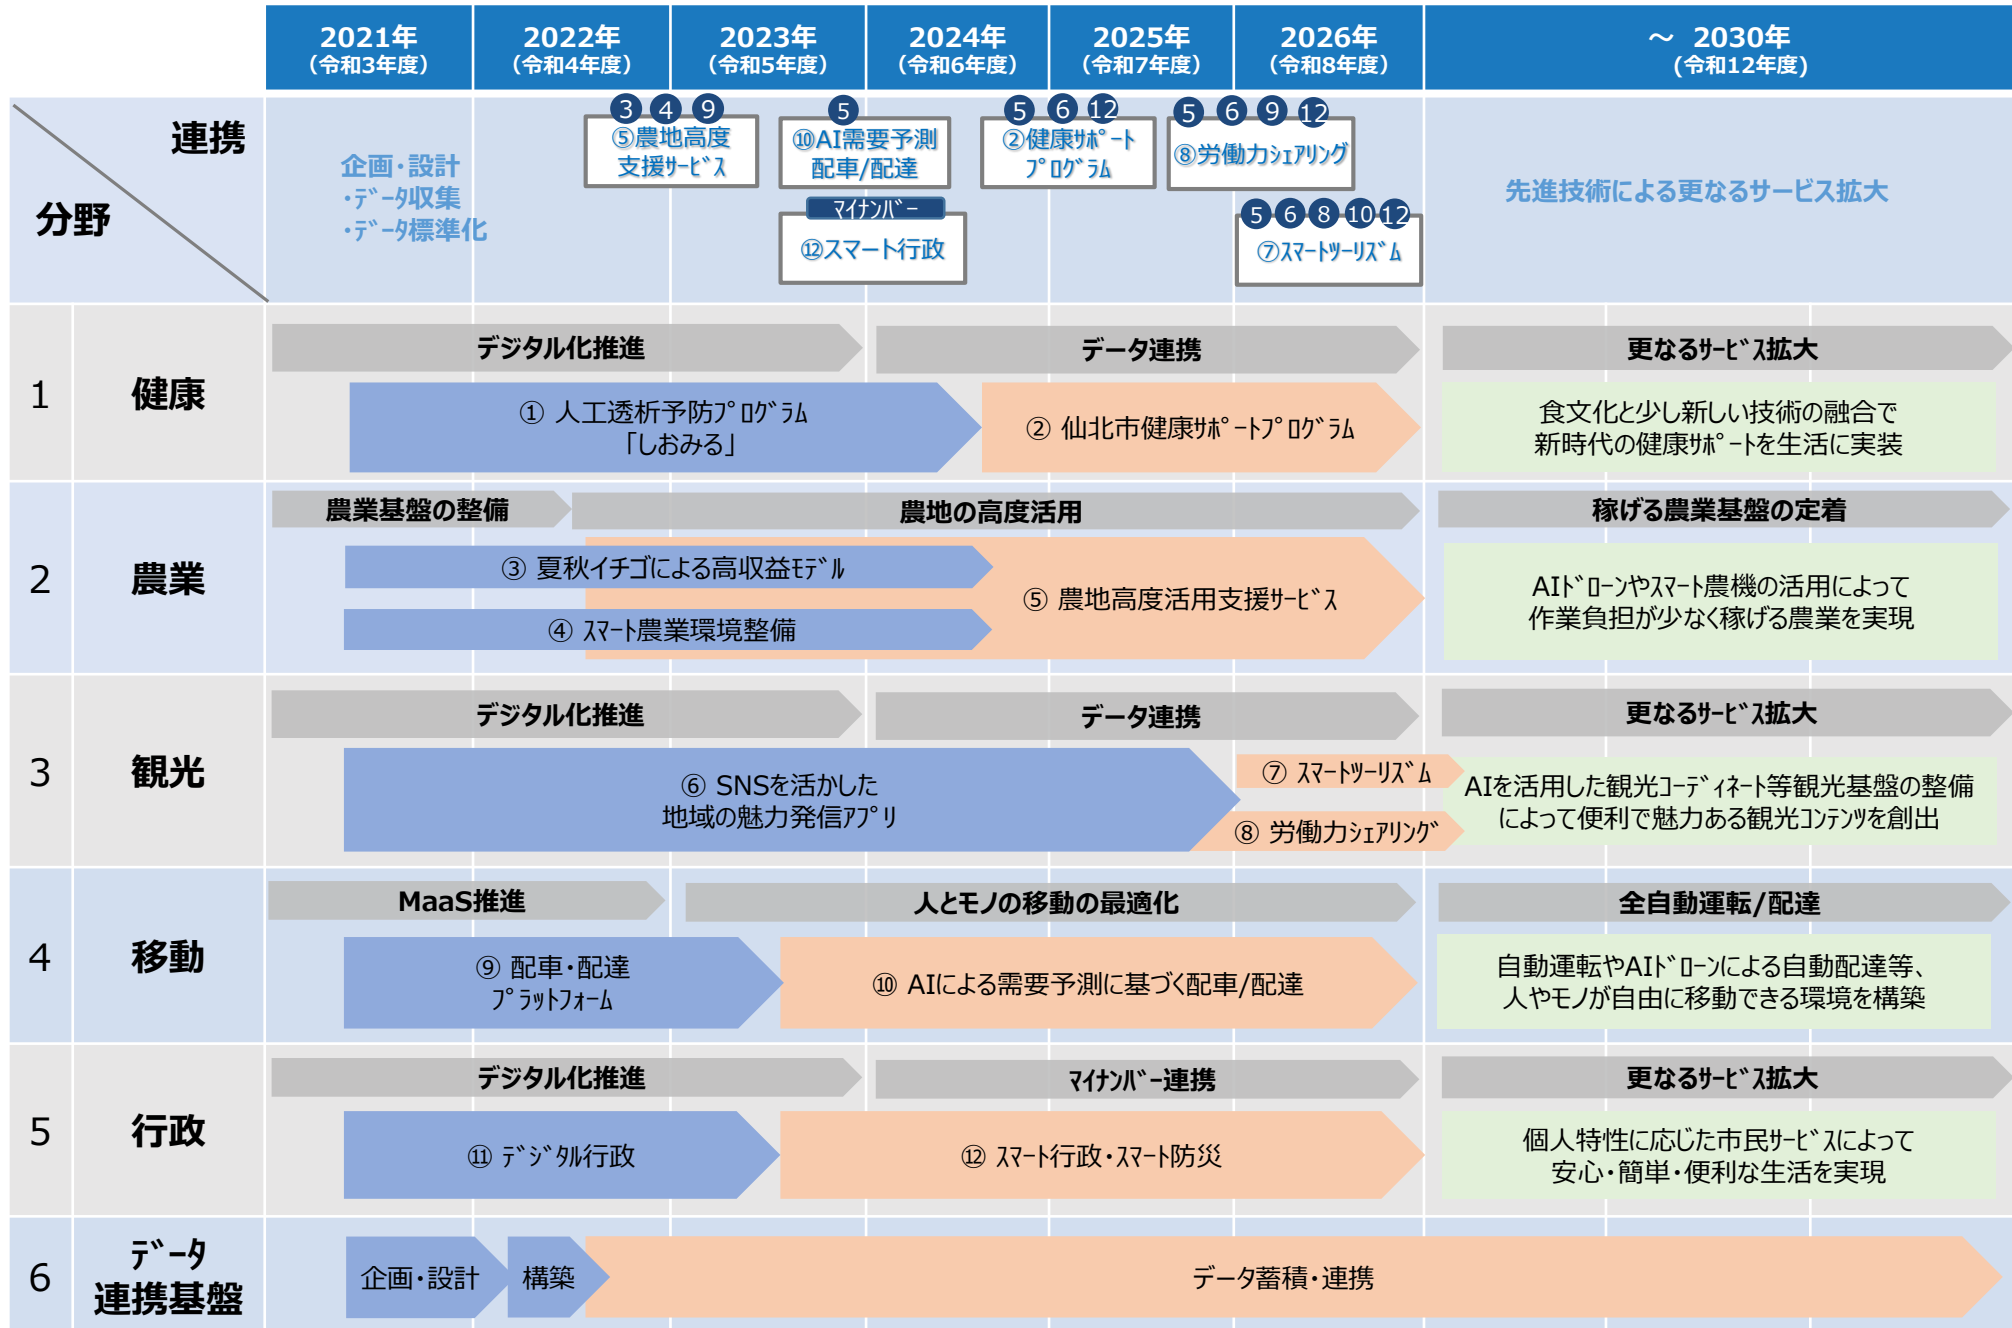 2021年
(令和3年度)
2022年
(令和4年度)
2023年
(令和5年度)
2024年
(令和6年度)
2025年
(令和7年度)
2026年
(令和8年度)
～ 2030年
(令和12年度)
連携
分野
企画・設計
・ﾃﾞｰﾀ収集
・ﾃﾞｰﾀ標準化
3 4 9
⑤農地高度
支援ｻｰﾋﾞｽ
5
⑩AI需要予測
配車/配達
ﾏｲﾅﾝﾊﾞｰ
⑫スマート行政
5 6 12
②健康ｻﾎﾟｰﾄ
ﾌﾟﾛｸﾞﾗﾑ
5 6 9 12
⑧労働力ｼｪｱﾘﾝｸﾞ
5 6 8 10 12
⑦ｽﾏｰﾄﾂｰﾘｽﾞﾑ
先進技術による更なるサービス拡大
1
健康
デジタル化推進
データ連携
更なるｻｰﾋﾞｽ拡大
① 人工透析予防ﾌﾟﾛｸﾞﾗﾑ
「しおみる」
② 仙北市健康ｻﾎﾟｰﾄﾌﾟﾛｸﾞﾗﾑ
食文化と少し新しい技術の融合で
新時代の健康ｻﾎﾟｰﾄを生活に実装
2
農業
農業基盤の整備
農地の高度活用
稼げる農業基盤の定着
③ 夏秋イチゴによる高収益ﾓﾃﾞﾙ
④ ｽﾏｰﾄ農業環境整備
⑤ 農地高度活用支援ｻｰﾋﾞｽ
AIﾄﾞﾛｰﾝやｽﾏｰﾄ農機の活用によって
作業負担が少なく稼げる農業を実現
3
観光
デジタル化推進
データ連携
更なるｻｰﾋﾞｽ拡大
⑥ SNSを活かした
地域の魅力発信ｱﾌﾟﾘ
⑦ ｽﾏｰﾄﾂｰﾘｽﾞﾑ
⑧ 労働力ｼｪｱﾘﾝｸﾞ
AIを活用した観光ｺｰﾃﾞｨﾈｰﾄ等観光基盤の整備
によって便利で魅力ある観光ｺﾝﾃﾝﾂを創出
4
移動
MaaS推進
人とモノの移動の最適化
全自動運転/配達
⑨ 配車・配達
ﾌﾟﾗｯﾄﾌｫｰﾑ
⑩ AIによる需要予測に基づく配車/配達
自動運転やAIﾄﾞﾛｰﾝによる自動配達等、
人やモノが自由に移動できる環境を構築
5
行政
デジタル化推進
ﾏｲﾅﾝﾊﾞｰ連携
更なるｻｰﾋﾞｽ拡大
⑪ ﾃﾞｼﾞﾀﾙ行政
⑫ ｽﾏｰﾄ行政・ｽﾏｰﾄ防災
個人特性に応じた市民ｻｰﾋﾞｽによって
安心・簡単・便利な生活を実現
6
ﾃﾞｰﾀ
連携基盤
企画・設計
構築
データ蓄積・連携